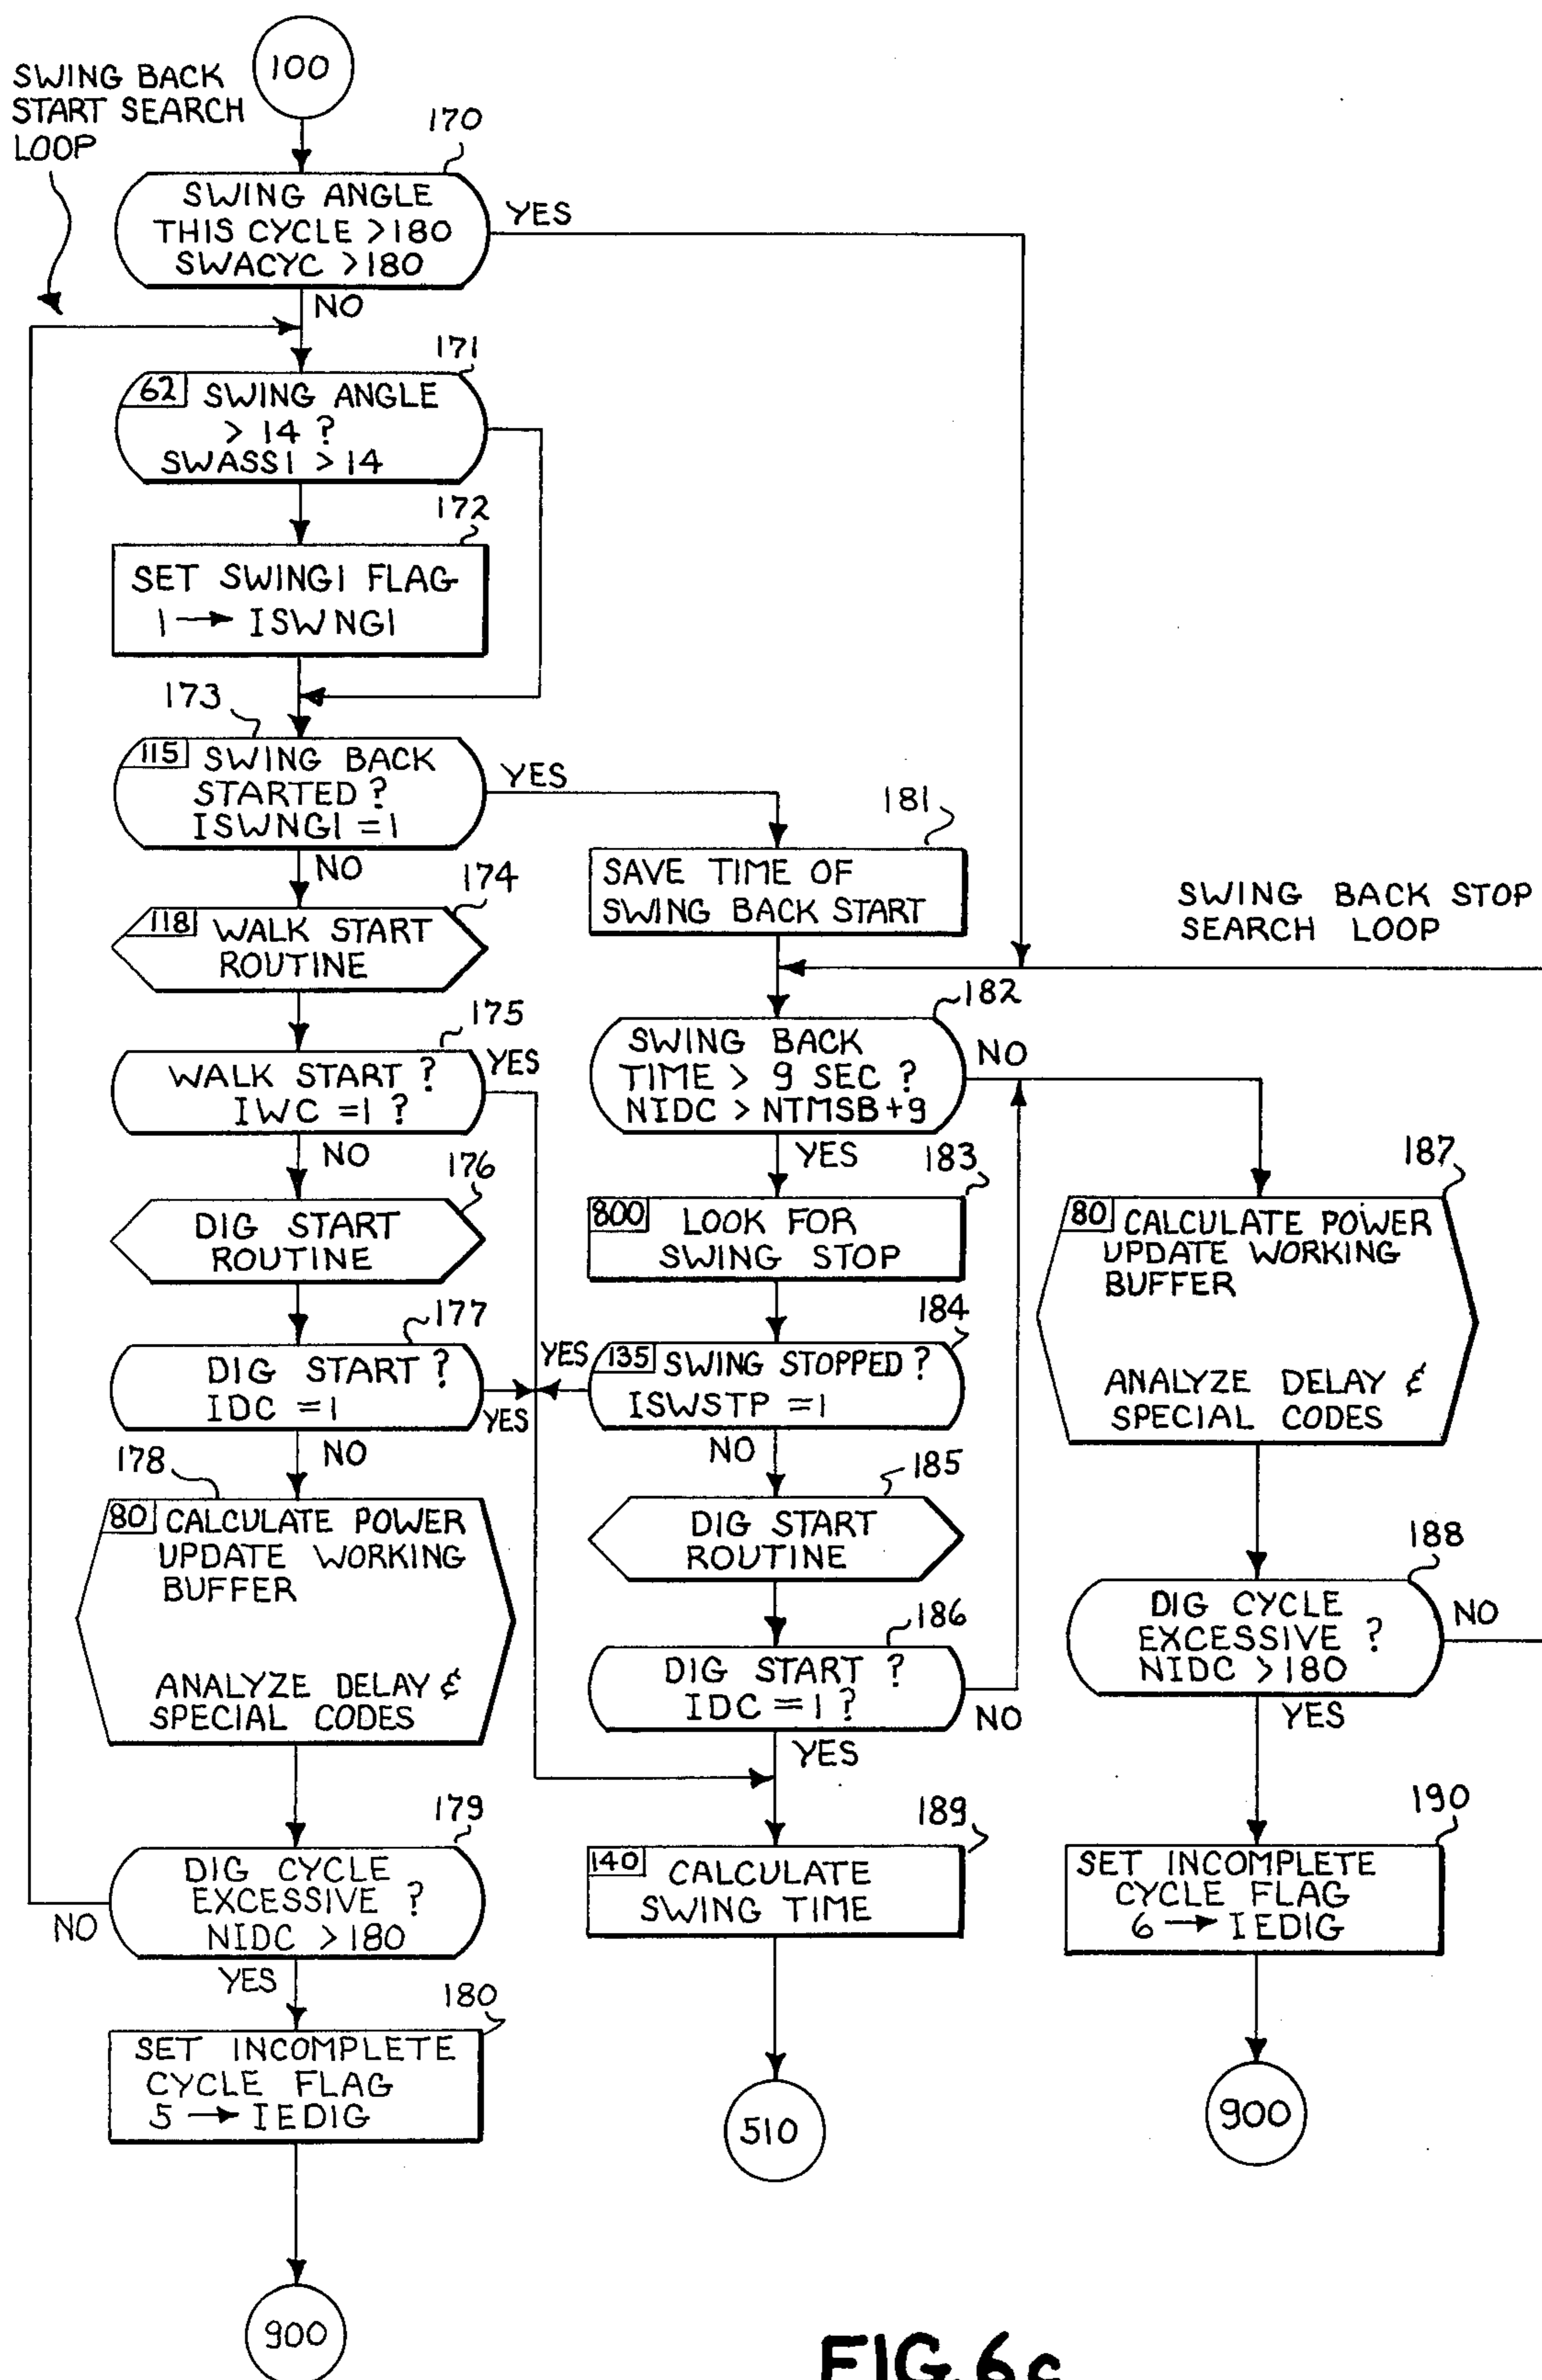 SWING BACK
START SEARCH
LOOP
100
170
SWING ANGLE
THIS CYCLE >180
SWACYC >180
YES
NO
171
62 SWING ANGLE
> 14 ?
SWASS1 >14
172
SET SWING1 FLAG
1 → ISWNG1
173
115 SWING BACK
STARTED ?
ISWNG1 = 1
YES
NO
174
118 WALK START
ROUTINE
175
WALK START ?
IWC =1 ?
YES
NO
176
DIG START
ROUTINE
177
DIG START ?
IDC =1
YES
NO
178
80 CALCULATE POWER
UPDATE WORKING
BUFFER
ANALYZE DELAY &
SPECIAL CODES
179
DIG CYCLE
EXCESSIVE ?
NIDC >180
NO
YES
180
SET INCOMPLETE
CYCLE FLAG
5 → IEDIG
900
181
SAVE TIME OF
SWING BACK START
182
SWING BACK
TIME > 9 SEC ?
NIDC > NTMSB+9
NO
YES
183
800 LOOK FOR
SWING STOP
184
YES
135 SWING STOPPED ?
ISWSTP =1
NO
185
DIG START
ROUTINE
186
DIG START ?
IDC = 1 ?
NO
YES
189
140 CALCULATE
SWING TIME
510
SWING BACK STOP
SEARCH LOOP
187
80 CALCULATE POWER
UPDATE WORKING
BUFFER
ANALYZE DELAY &
SPECIAL CODES
188
DIG CYCLE
EXCESSIVE ?
NIDC >180
NO
YES
190
SET INCOMPLETE
CYCLE FLAG
6 → IEDIG
900
FIG.6c